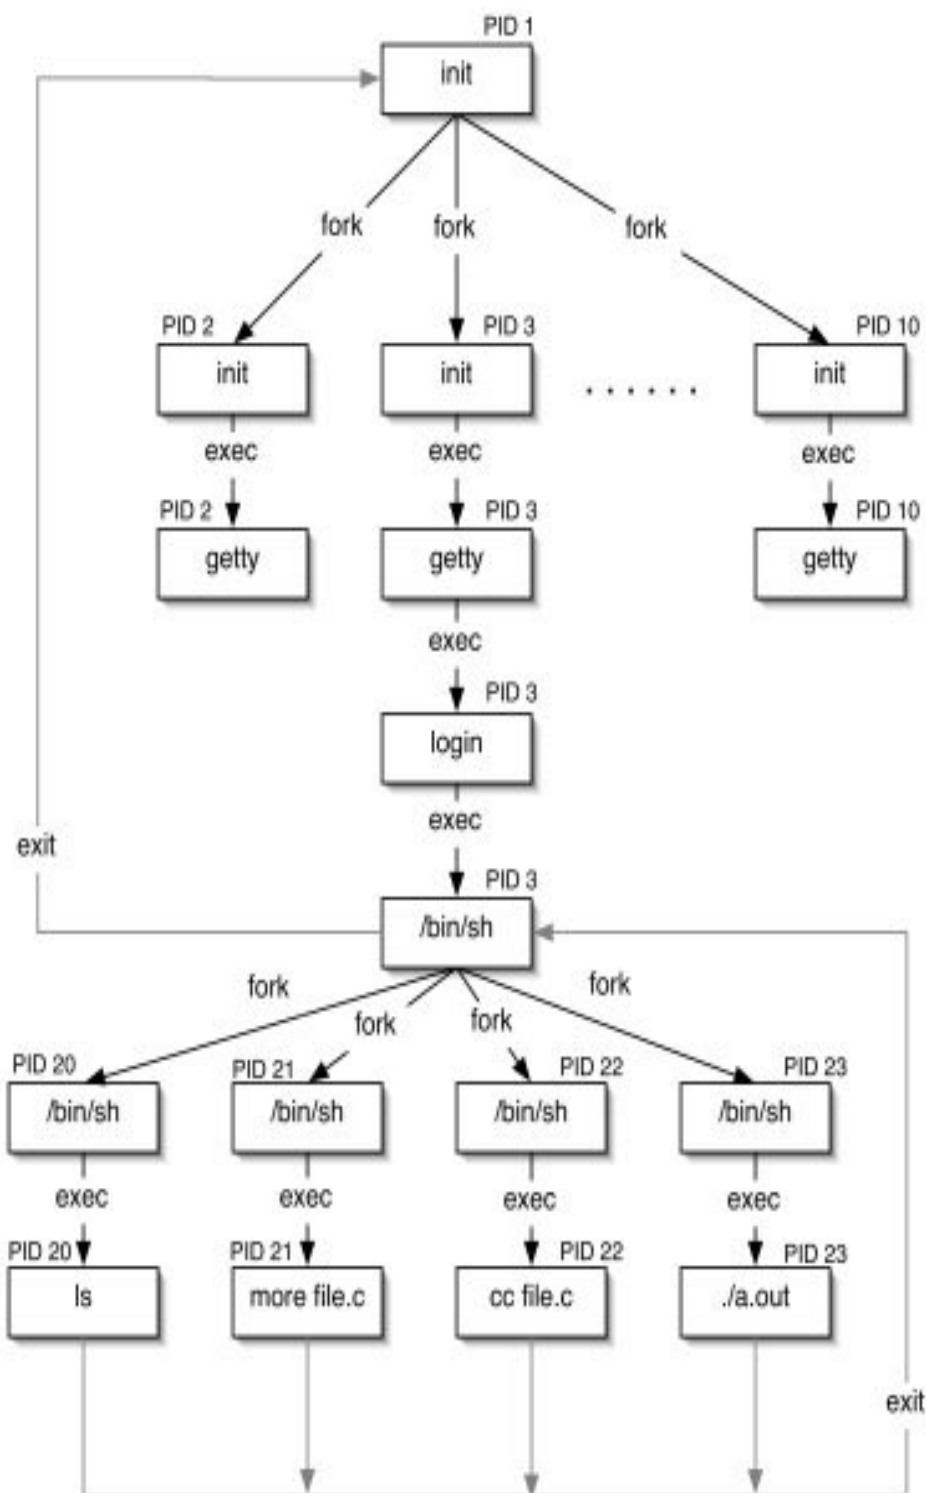 PID 1
init
fork fork fork
PID 2 PID 3 PID 10
init init . . . . . . init
exec exec exec
PID 2 PID 3 PID 10
getty getty getty
exec
PID 3
login
exec
exit
PID 3
/bin/sh
fork fork fork fork
PID 20 PID 21 PID 22 PID 23
/bin/sh /bin/sh /bin/sh /bin/sh
exec exec exec exec
PID 20 PID 21 PID 22 PID 23
ls more file.c cc file.c ./a.out
exit